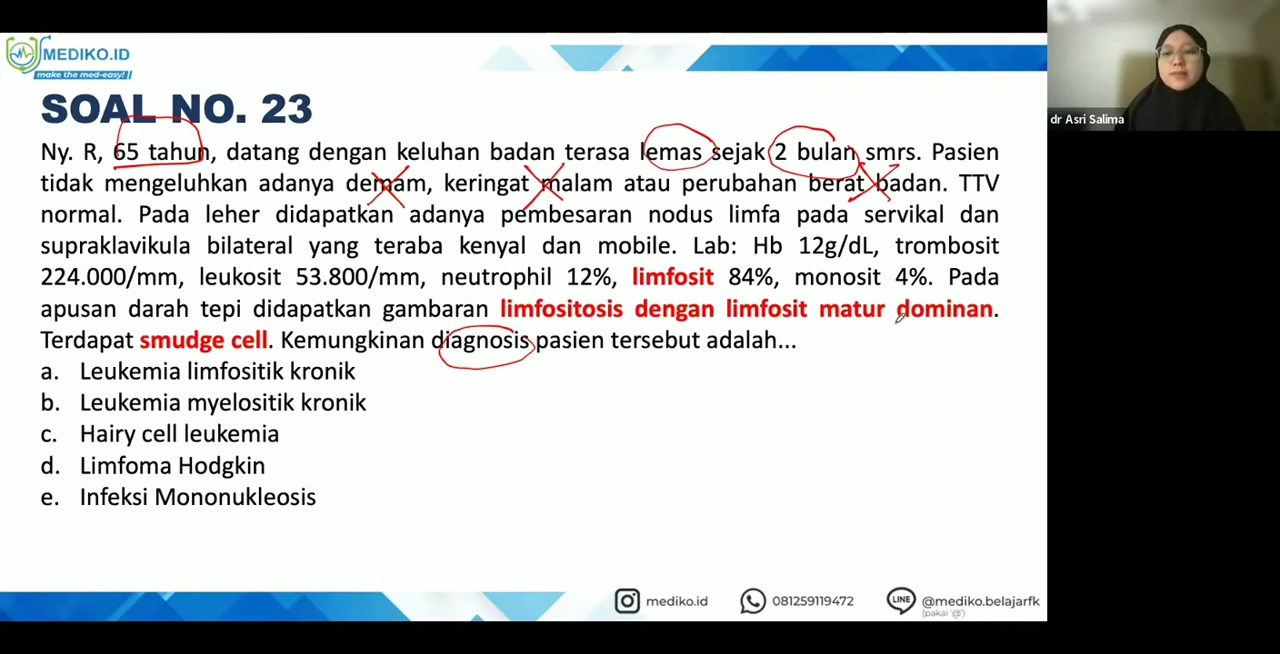 MEDIKO.ID
make the med-easy!
SOAL NO. 23
dr Asri Salima
Ny. R, 65 tahun, datang dengan keluhan badan terasa lemas sejak 2 bulan smrs. Pasien
tidak mengeluhkan adanya demam, keringat malam atau perubahan berat badan. TTV
normal. Pada leher didapatkan adanya pembesaran nodus limfa pada servikal dan
supraklavikula bilateral yang teraba kenyal dan mobile. Lab: Hb 12g/dL, trombosit
224.000/mm, leukosit 53.800/mm, neutrophil 12%, limfosit 84%, monosit 4%. Pada
apusan darah tepi didapatkan gambaran limfositosis dengan limfosit matur dominan.
Terdapat smudge cell. Kemungkinan diagnosis pasien tersebut adalah...
a. Leukemia limfositik kronik
b. Leukemia myelositik kronik
c. Hairy cell leukemia
d. Limfoma Hodgkin
e. Infeksi Mononukleosis
mediko.id
081259119472
LINE
@mediko.belajarfk
(pakai '@')